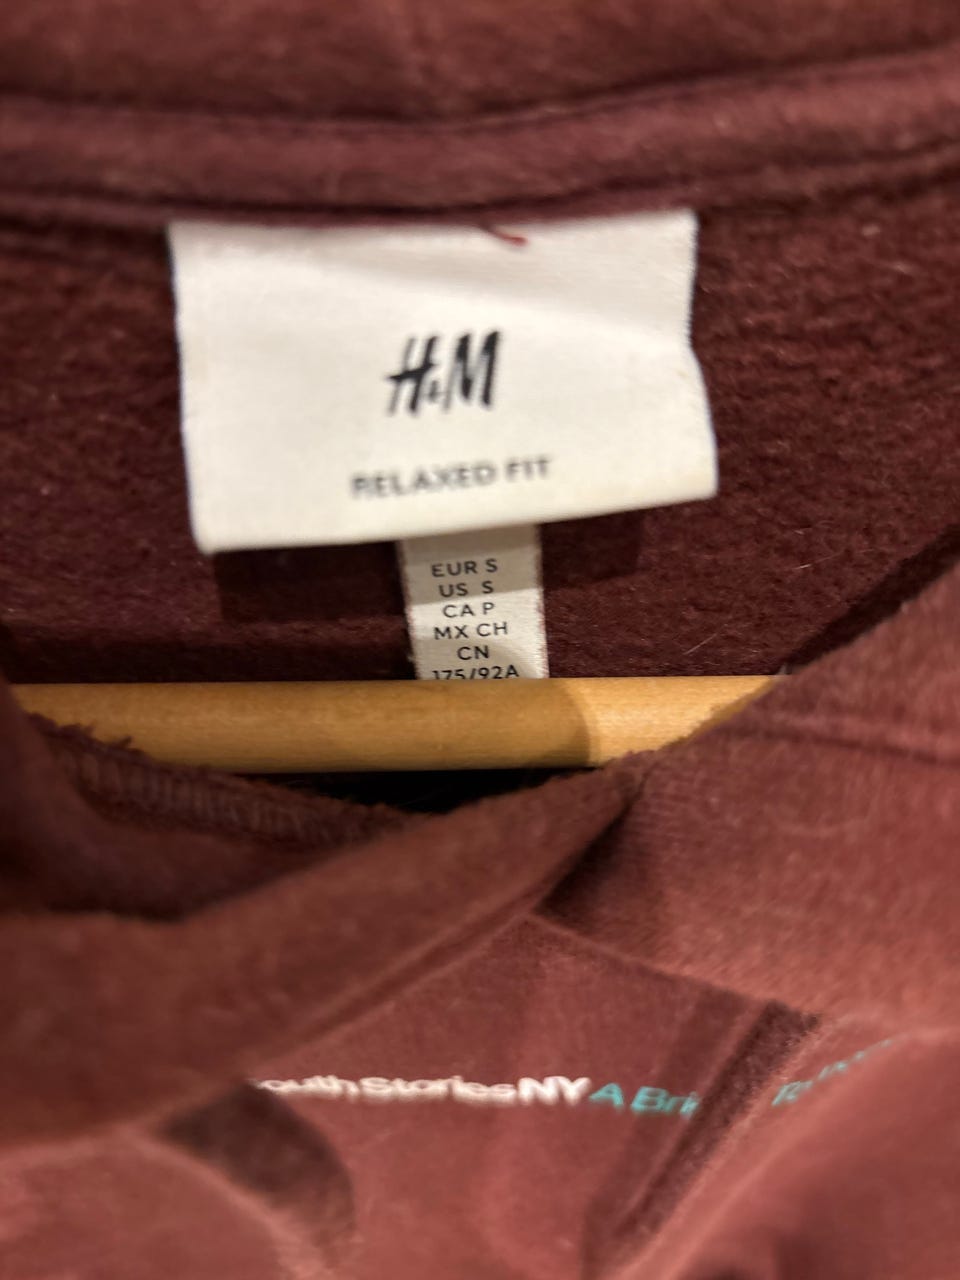 H&M
RELAXED FIT
EUR S
US S
CA P
MX CH
CN
175/92A
StoriesNY A